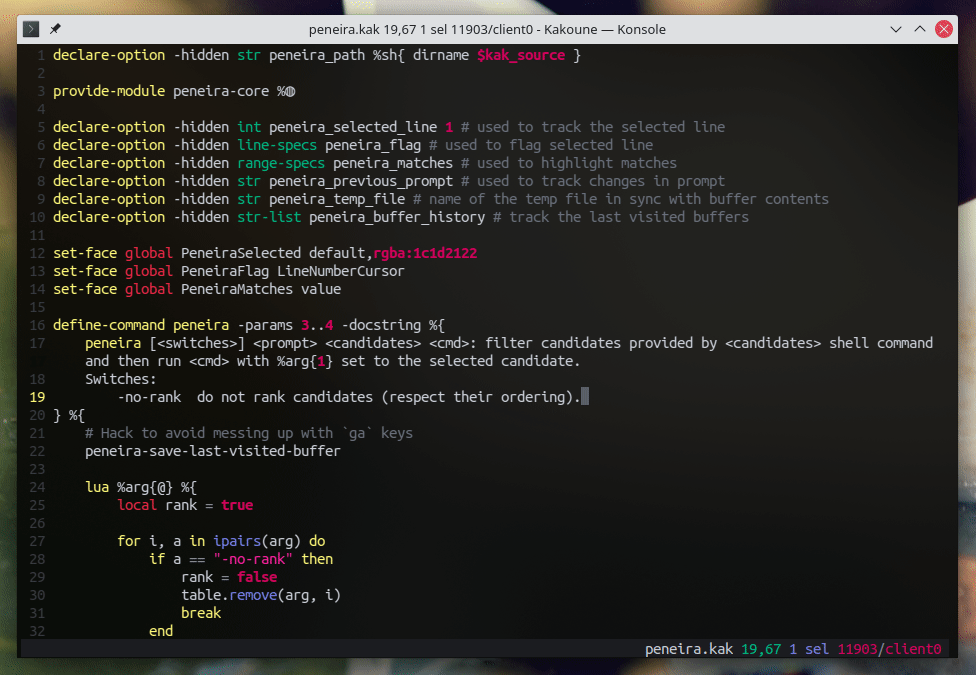 peneira.kak 19,67 1 sel 11903/client0 - Kakoune — Konsole
1 declare-option -hidden str peneira_path %sh{ dirname $kak_source }
2
3 provide-module peneira-core %🌐
4
5 declare-option -hidden int peneira_selected_line 1 # used to track the selected line
6 declare-option -hidden line-specs peneira_flag # used to flag selected line
7 declare-option -hidden range-specs peneira_matches # used to highlight matches
8 declare-option -hidden str peneira_previous_prompt # used to track changes in prompt
9 declare-option -hidden str peneira_temp_file # name of the temp file in sync with buffer contents
10 declare-option -hidden str-list peneira_buffer_history # track the last visited buffers
11
12 set-face global PeneiraSelected default,rgba:1c1d2122
13 set-face global PeneiraFlag LineNumberCursor
14 set-face global PeneiraMatches value
15
16 define-command peneira -params 3..4 -docstring %{
17     peneira [<switches>] <prompt> <candidates> <cmd>: filter candidates provided by <candidates> shell command
    and then run <cmd> with %arg{1} set to the selected candidate.
18     Switches:
19         -no-rank  do not rank candidates (respect their ordering).
20 } %{
21     # Hack to avoid messing up with `ga` keys
22     peneira-save-last-visited-buffer
23
24     lua %arg{@} %{
25         local rank = true
26
27         for i, a in ipairs(arg) do
28             if a == "-no-rank" then
29                 rank = false
30                 table.remove(arg, i)
31                 break
32             end
peneira.kak 19,67 1 sel 11903/client0